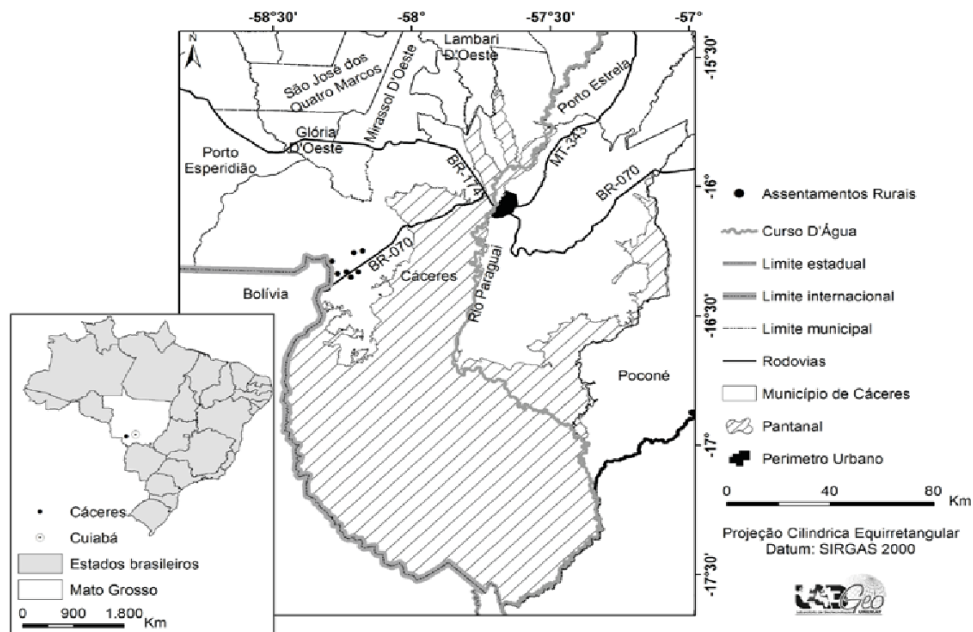 -58°30'
-58°
-57°30'
-57°
N
Lambari
D'Oeste
São José dos
Quatro Marcos
Mirassol D'Oeste
Porto Estrela
-15°30'
Glória
D'Oeste
Porto
Esperidião
BR-174
MT-343
BR-070
-16°
BR-070
Cáceres
Bolívia
Rio Paraguai
-16°30'
Poconé
-17°
-17°30'
Assentamentos Rurais
Curso D'Água
Limite estadual
Limite internacional
Limite municipal
Rodovias
Município de Cáceres
Pantanal
Perimetro Urbano
0 40 80
Km
Projeção Cilindrica Equirretangular
Datum: SIRGAS 2000
LABGeo
Cáceres
Cuiabá
Estados brasileiros
Mato Grosso
0 900 1.800
Km